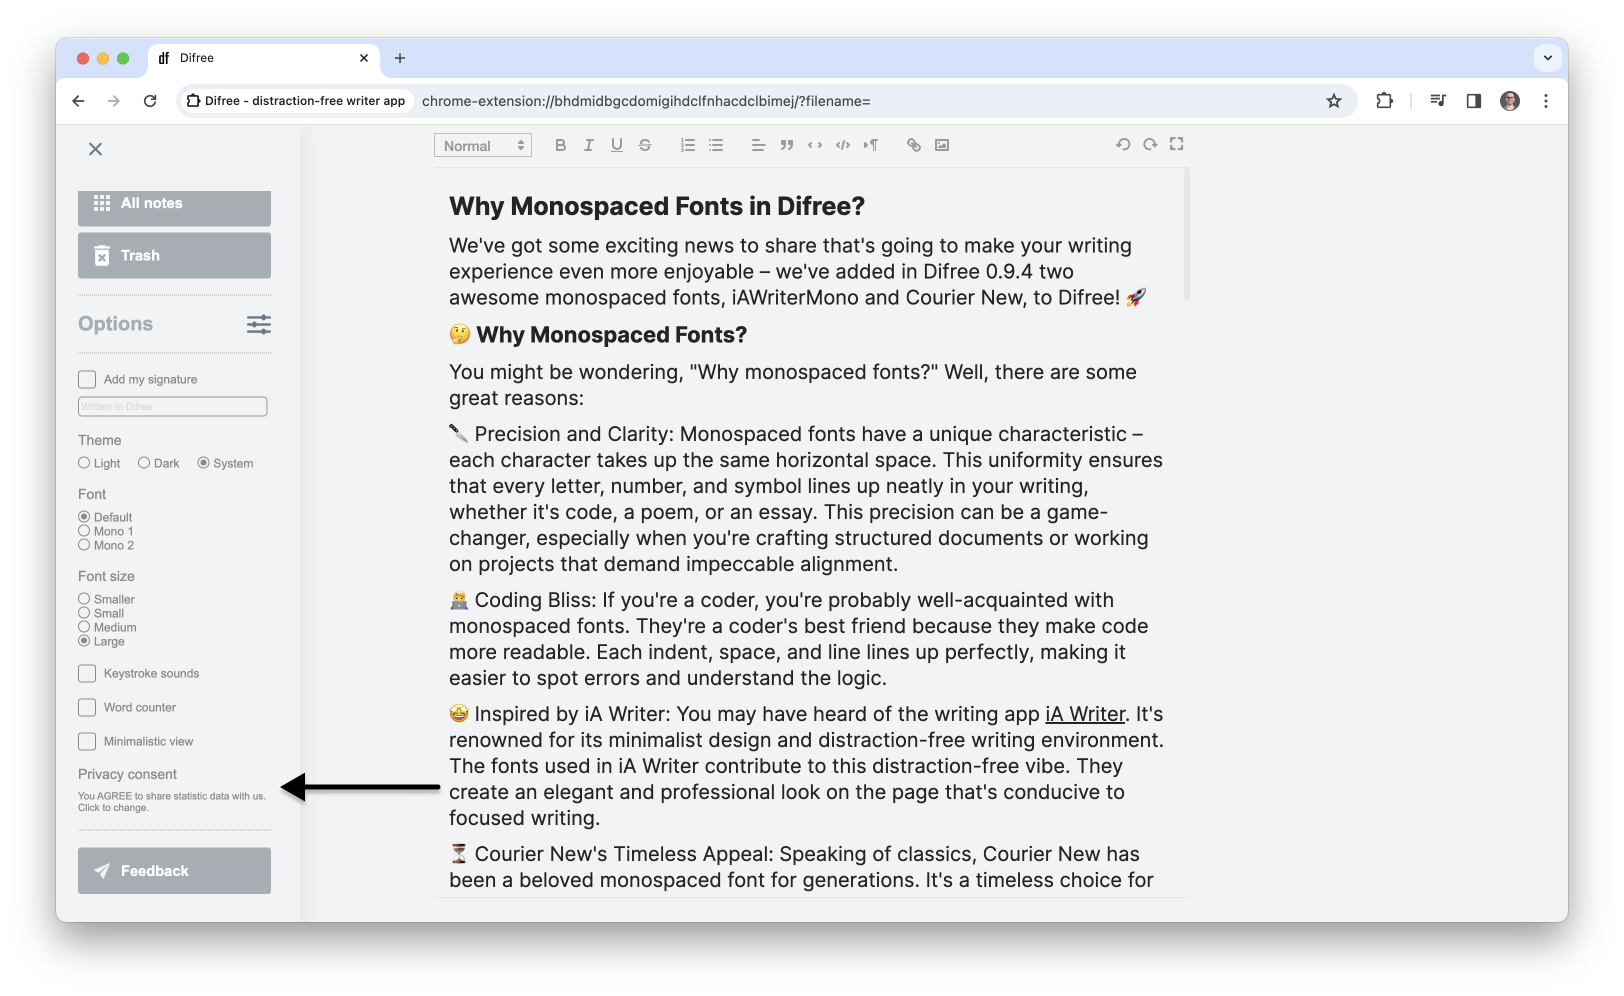 df Difree
Difree - distraction-free writer app
chrome-extension://bhdmidbgcdomigihdclfnhacdclbimej/?filename=
All notes
Trash
Options
Add my signature
Written in Difree
Theme
Light Dark System
Font
Default
Mono 1
Mono 2
Font size
Smaller
Small
Medium
Large
Keystroke sounds
Word counter
Minimalistic view
Privacy consent
You AGREE to share statistic data with us.
Click to change.
Feedback
Normal
Why Monospaced Fonts in Difree?
We've got some exciting news to share that's going to make your writing
experience even more enjoyable – we've added in Difree 0.9.4 two
awesome monospaced fonts, iAWriterMono and Courier New, to Difree! 🚀
🤔 Why Monospaced Fonts?
You might be wondering, "Why monospaced fonts?" Well, there are some
great reasons:
🔪 Precision and Clarity: Monospaced fonts have a unique characteristic –
each character takes up the same horizontal space. This uniformity ensures
that every letter, number, and symbol lines up neatly in your writing,
whether it's code, a poem, or an essay. This precision can be a game-
changer, especially when you're crafting structured documents or working
on projects that demand impeccable alignment.
👩‍💻 Coding Bliss: If you're a coder, you're probably well-acquainted with
monospaced fonts. They're a coder's best friend because they make code
more readable. Each indent, space, and line lines up perfectly, making it
easier to spot errors and understand the logic.
🤩 Inspired by iA Writer: You may have heard of the writing app iA Writer. It's
renowned for its minimalist design and distraction-free writing environment.
The fonts used in iA Writer contribute to this distraction-free vibe. They
create an elegant and professional look on the page that's conducive to
focused writing.
⏳ Courier New's Timeless Appeal: Speaking of classics, Courier New has
been a beloved monospaced font for generations. It's a timeless choice for